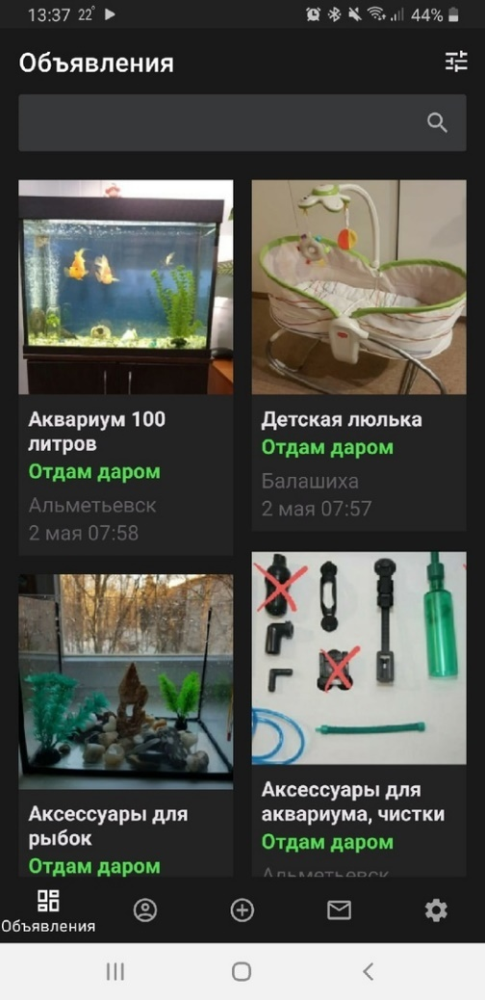 13:37 22° 44%
Объявления
Аквариум 100
литров
Отдам даром
Альметьевск
2 мая 07:58
Детская люлька
Отдам даром
Балашиха
2 мая 07:57
Аксессуары для
рыбок
Отдам даром
Аксессуары для
аквариума, чистки
Отдам даром
Альметьевск
Объявления